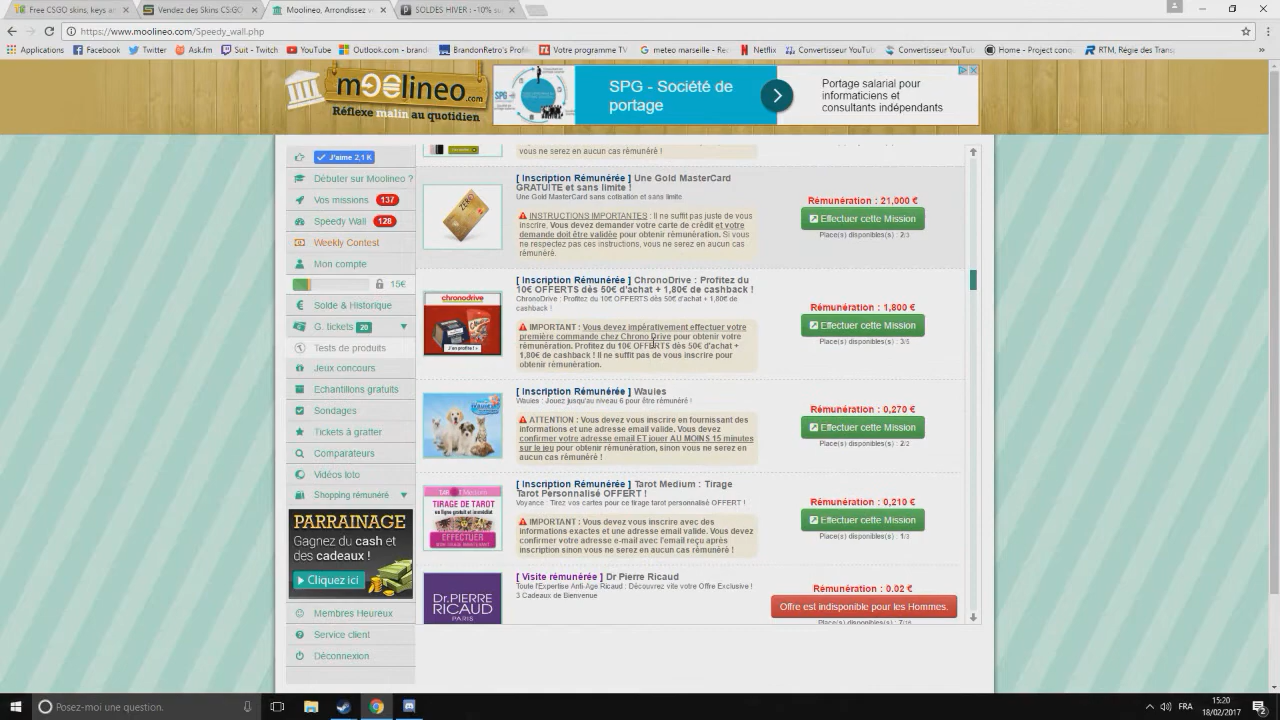 Free CSGO skins, keys an
Vendez des Skins CS:GO
Moolineo, Arrondissez v
SOLDES HIVER : -10% su
https://www.moolineo.com/Speedy_wall.php
Applications
Facebook
Twitter
Ask.fm
Suit - Twitch
YouTube
Outlook.com - brando
BrandonRetro's Profil
Votre programme TV
meteo marseille - Re
Netflix
Convertisseur YouTub
Convertisseur YouTub
Home - Konix
RTM, Régie des Trans
moolineo.com
Réflexe malin au quotidien
SPG - Société de
portage
Portage salarial pour
informaticiens et
consultants indépendants
J'aime 2,1 K
Débuter sur Moolineo ?
Vos missions 137
Speedy Wall 128
Weekly Contest
Mon compte
15€
Solde & Historique
G. tickets 20
Tests de produits
Jeux concours
Echantillons gratuits
Sondages
Tickets à gratter
Comparateurs
Vidéos loto
Shopping rémunéré
PARRAINAGE
Gagnez du cash et
des cadeaux !
Cliquez ici
Membres Heureux
Service client
Déconnexion
vous ne serez en aucun cas rémunéré !
[ Inscription Rémunérée ] Une Gold MasterCard
GRATUITE et sans limite !
Une Gold MasterCard sans cotisation et sans limite
INSTRUCTIONS IMPORTANTES : Il ne suffit pas juste de vous
inscrire. Vous devez demander votre carte de crédit et votre
demande doit être validée pour obtenir rémunération. Si vous
ne respectez pas ces instructions, vous ne serez en aucun cas
rémunéré.
Rémunération : 21,000 €
Effectuer cette Mission
Place(s) disponibles(s) : 2/3
chronodrive
J'en profite !
[ Inscription Rémunérée ] ChronoDrive : Profitez du
10€ OFFERTS dès 50€ d'achat + 1,80€ de cashback !
ChronoDrive : Profitez du 10€ OFFERTS dès 50€ d'achat + 1,80€ de
cashback !
IMPORTANT : Vous devez impérativement effectuer votre
première commande chez Chrono Drive pour obtenir votre
rémunération. Profitez du 10€ OFFERTS dès 50€ d'achat +
1,80€ de cashback ! Il ne suffit pas de vous inscrire pour
obtenir rémunération.
Rémunération : 1,800 €
Effectuer cette Mission
Place(s) disponibles(s) : 3/6
[ Inscription Rémunérée ] Wauies
Wauies : Jouez jusqu'au niveau 6 pour être rémunéré !
ATTENTION : Vous devez vous inscrire en fournissant des
informations et une adresse email valide. Vous devez
confirmer votre adresse email ET jouer AU MOINS 15 minutes
sur le jeu pour obtenir rémunération, sinon vous ne serez en
aucun cas rémunéré !
Rémunération : 0,270 €
Effectuer cette Mission
Place(s) disponibles(s) : 2/2
TIRAGE DE TAROT
EFFECTUER
[ Inscription Rémunérée ] Tarot Medium : Tirage
Tarot Personnalisé OFFERT !
Voyance : Tirez vos cartes pour ce tirage tarot personnalisé OFFERT !
IMPORTANT : Vous devez vous inscrire avec des
informations exactes et une adresse email valide. Vous devez
confirmer votre adresse e-mail avec l'email reçu après
inscription sinon vous ne serez en aucun cas rémunéré !
Rémunération : 0,210 €
Effectuer cette Mission
Place(s) disponibles(s) : 1/3
Dr.PIERRE
RICAUD
PARIS
[ Visite rémunérée ] Dr Pierre Ricaud
Toute l'Expertise Anti-Age Ricaud : Découvrez vite votre Offre Exclusive !
3 Cadeaux de Bienvenue
Rémunération : 0.02 €
Offre est indisponible pour les Hommes.
Place(s) disponibles(s) :
Posez-moi une question.
FRA
15:20
18/02/2017
2